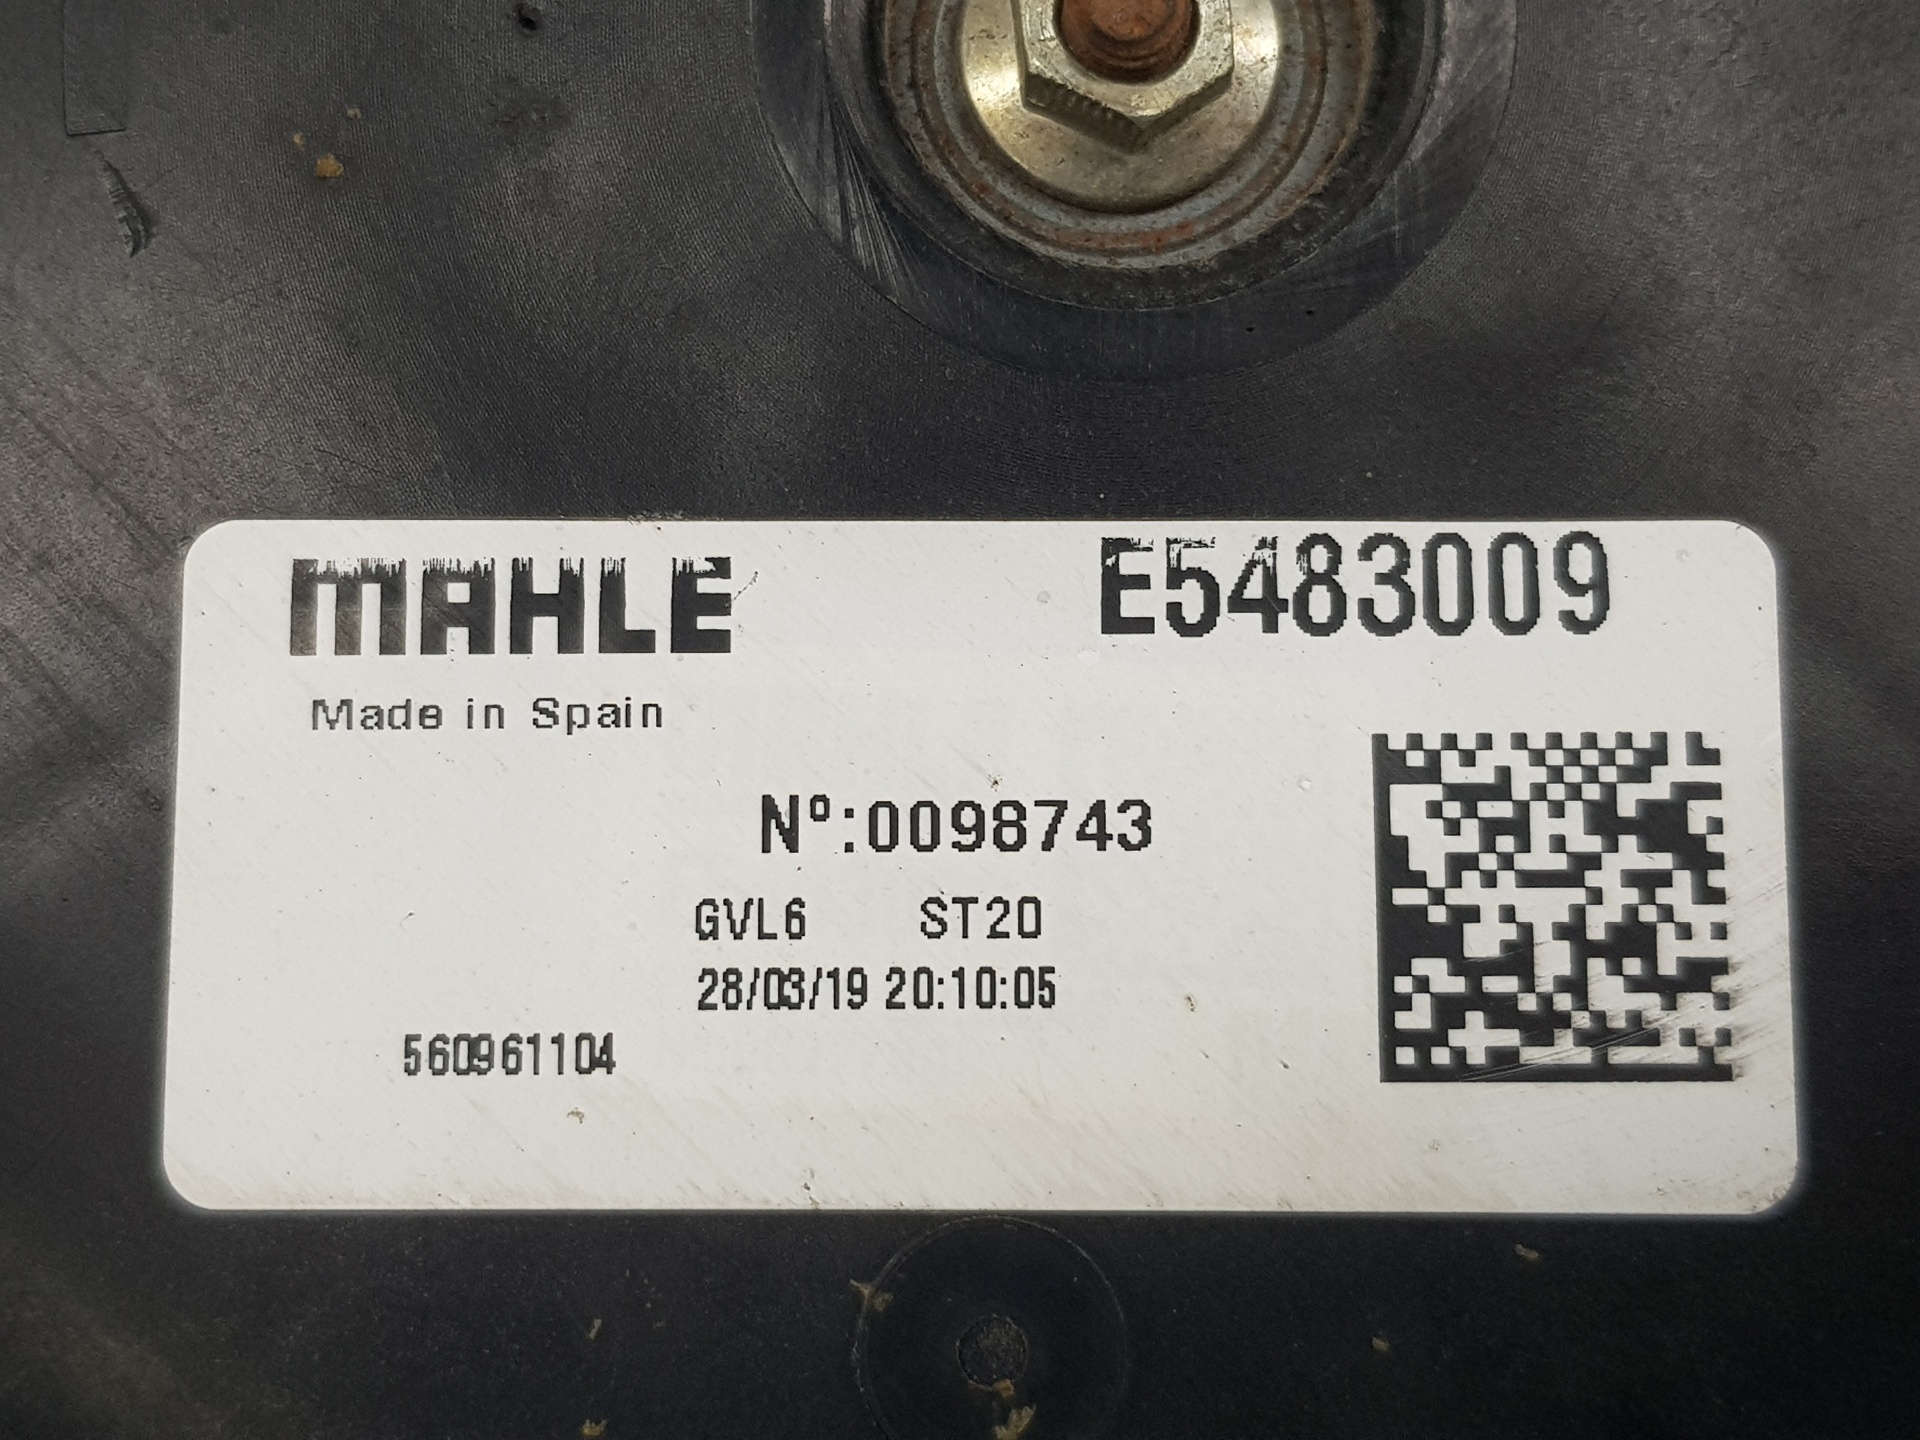 MAHLE E5483009
Made in Spain
Nº:0098743
GVL6 ST20
28/03/19 20:10:05
560961104